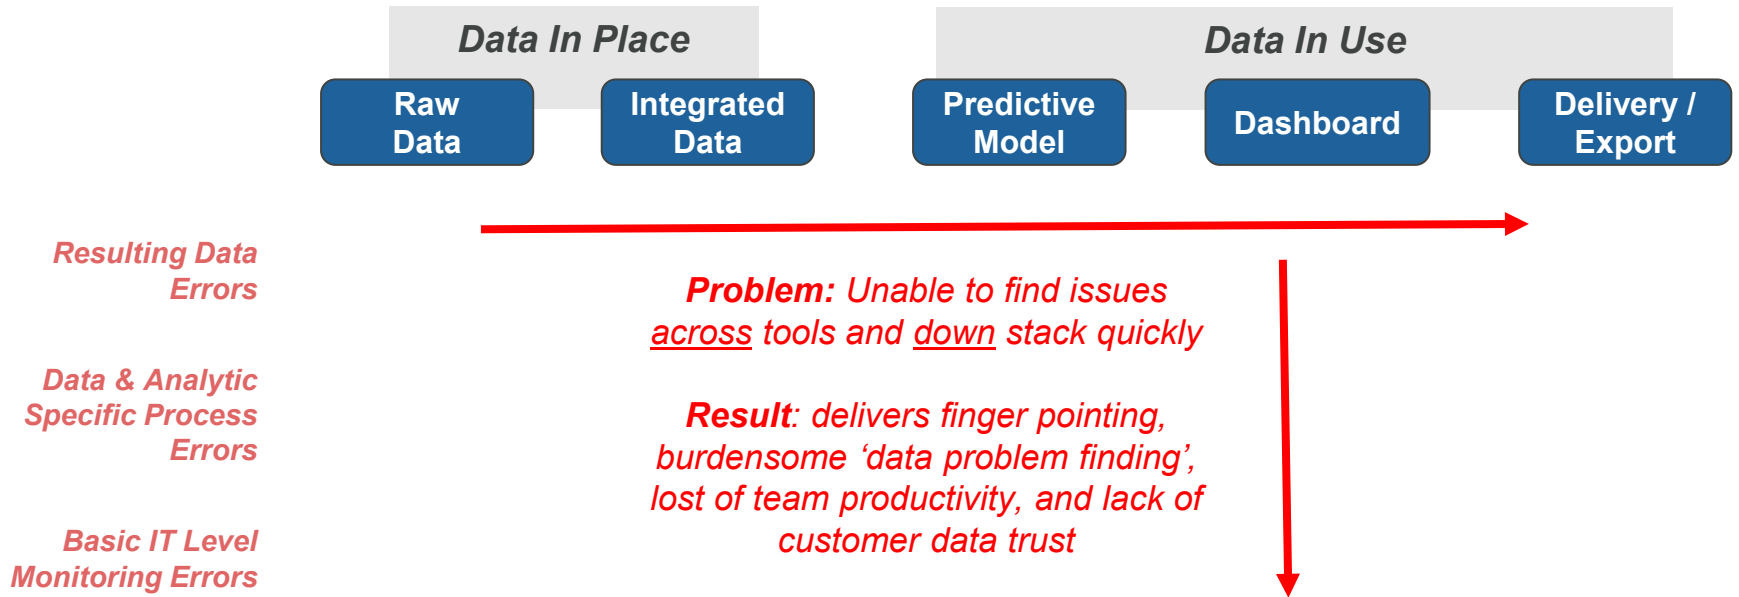 Data In Place
Data In Use
Raw
Data
Integrated
Data
Predictive
Model
Dashboard
Delivery /
Export
Resulting Data
Errors
Problem: Unable to find issues
across tools and down stack quickly
Data & Analytic
Specific Process
Errors
Result: delivers finger pointing,
burdensome ‘data problem finding’,
lost of team productivity, and lack of
customer data trust
Basic IT Level
Monitoring Errors